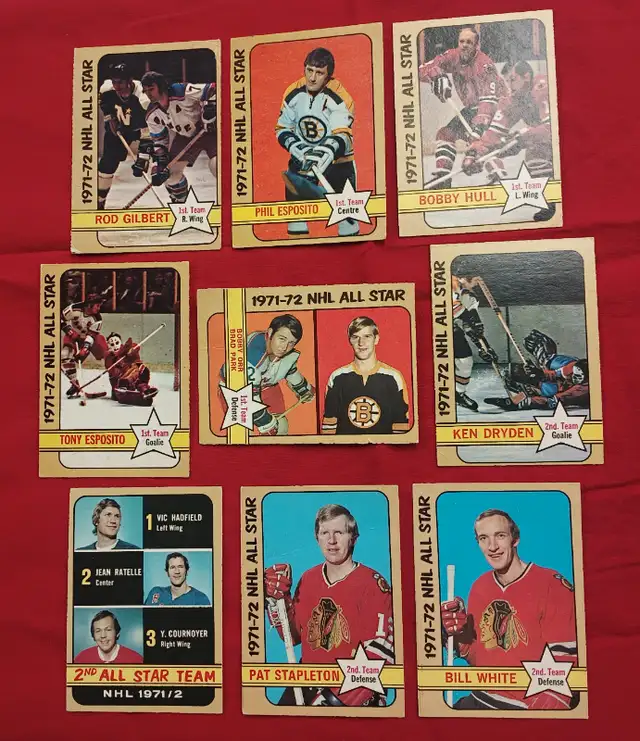 1971-72 NHL ALL STAR
7
ROD GILBERT
1st. Team
R. Wing
1971-72 NHL ALL STAR
B
7
PHIL ESPOSITO
1st. Team
Centre
1971-72 NHL ALL STAR
9
BOBBY HULL
1st. Team
L. Wing
1971-72 NHL ALL STAR
TONY ESPOSITO
1st. Team
Goalie
1971-72 NHL ALL STAR
BOBBY ORR
BRAD PARK
1st. Team
Defense
B
1971-72 NHL ALL STAR
KEN DRYDEN
2nd. Team
Goalie
1 VIC HADFIELD
Left Wing
2 JEAN RATELLE
Center
3 Y. COURNOYER
Right Wing
2ND ALL STAR TEAM
NHL 1971/2
1971-72 NHL ALL STAR
PAT STAPLETON
2nd. Team
Defense
1971-72 NHL ALL STAR
BILL WHITE
2nd. Team
Defense